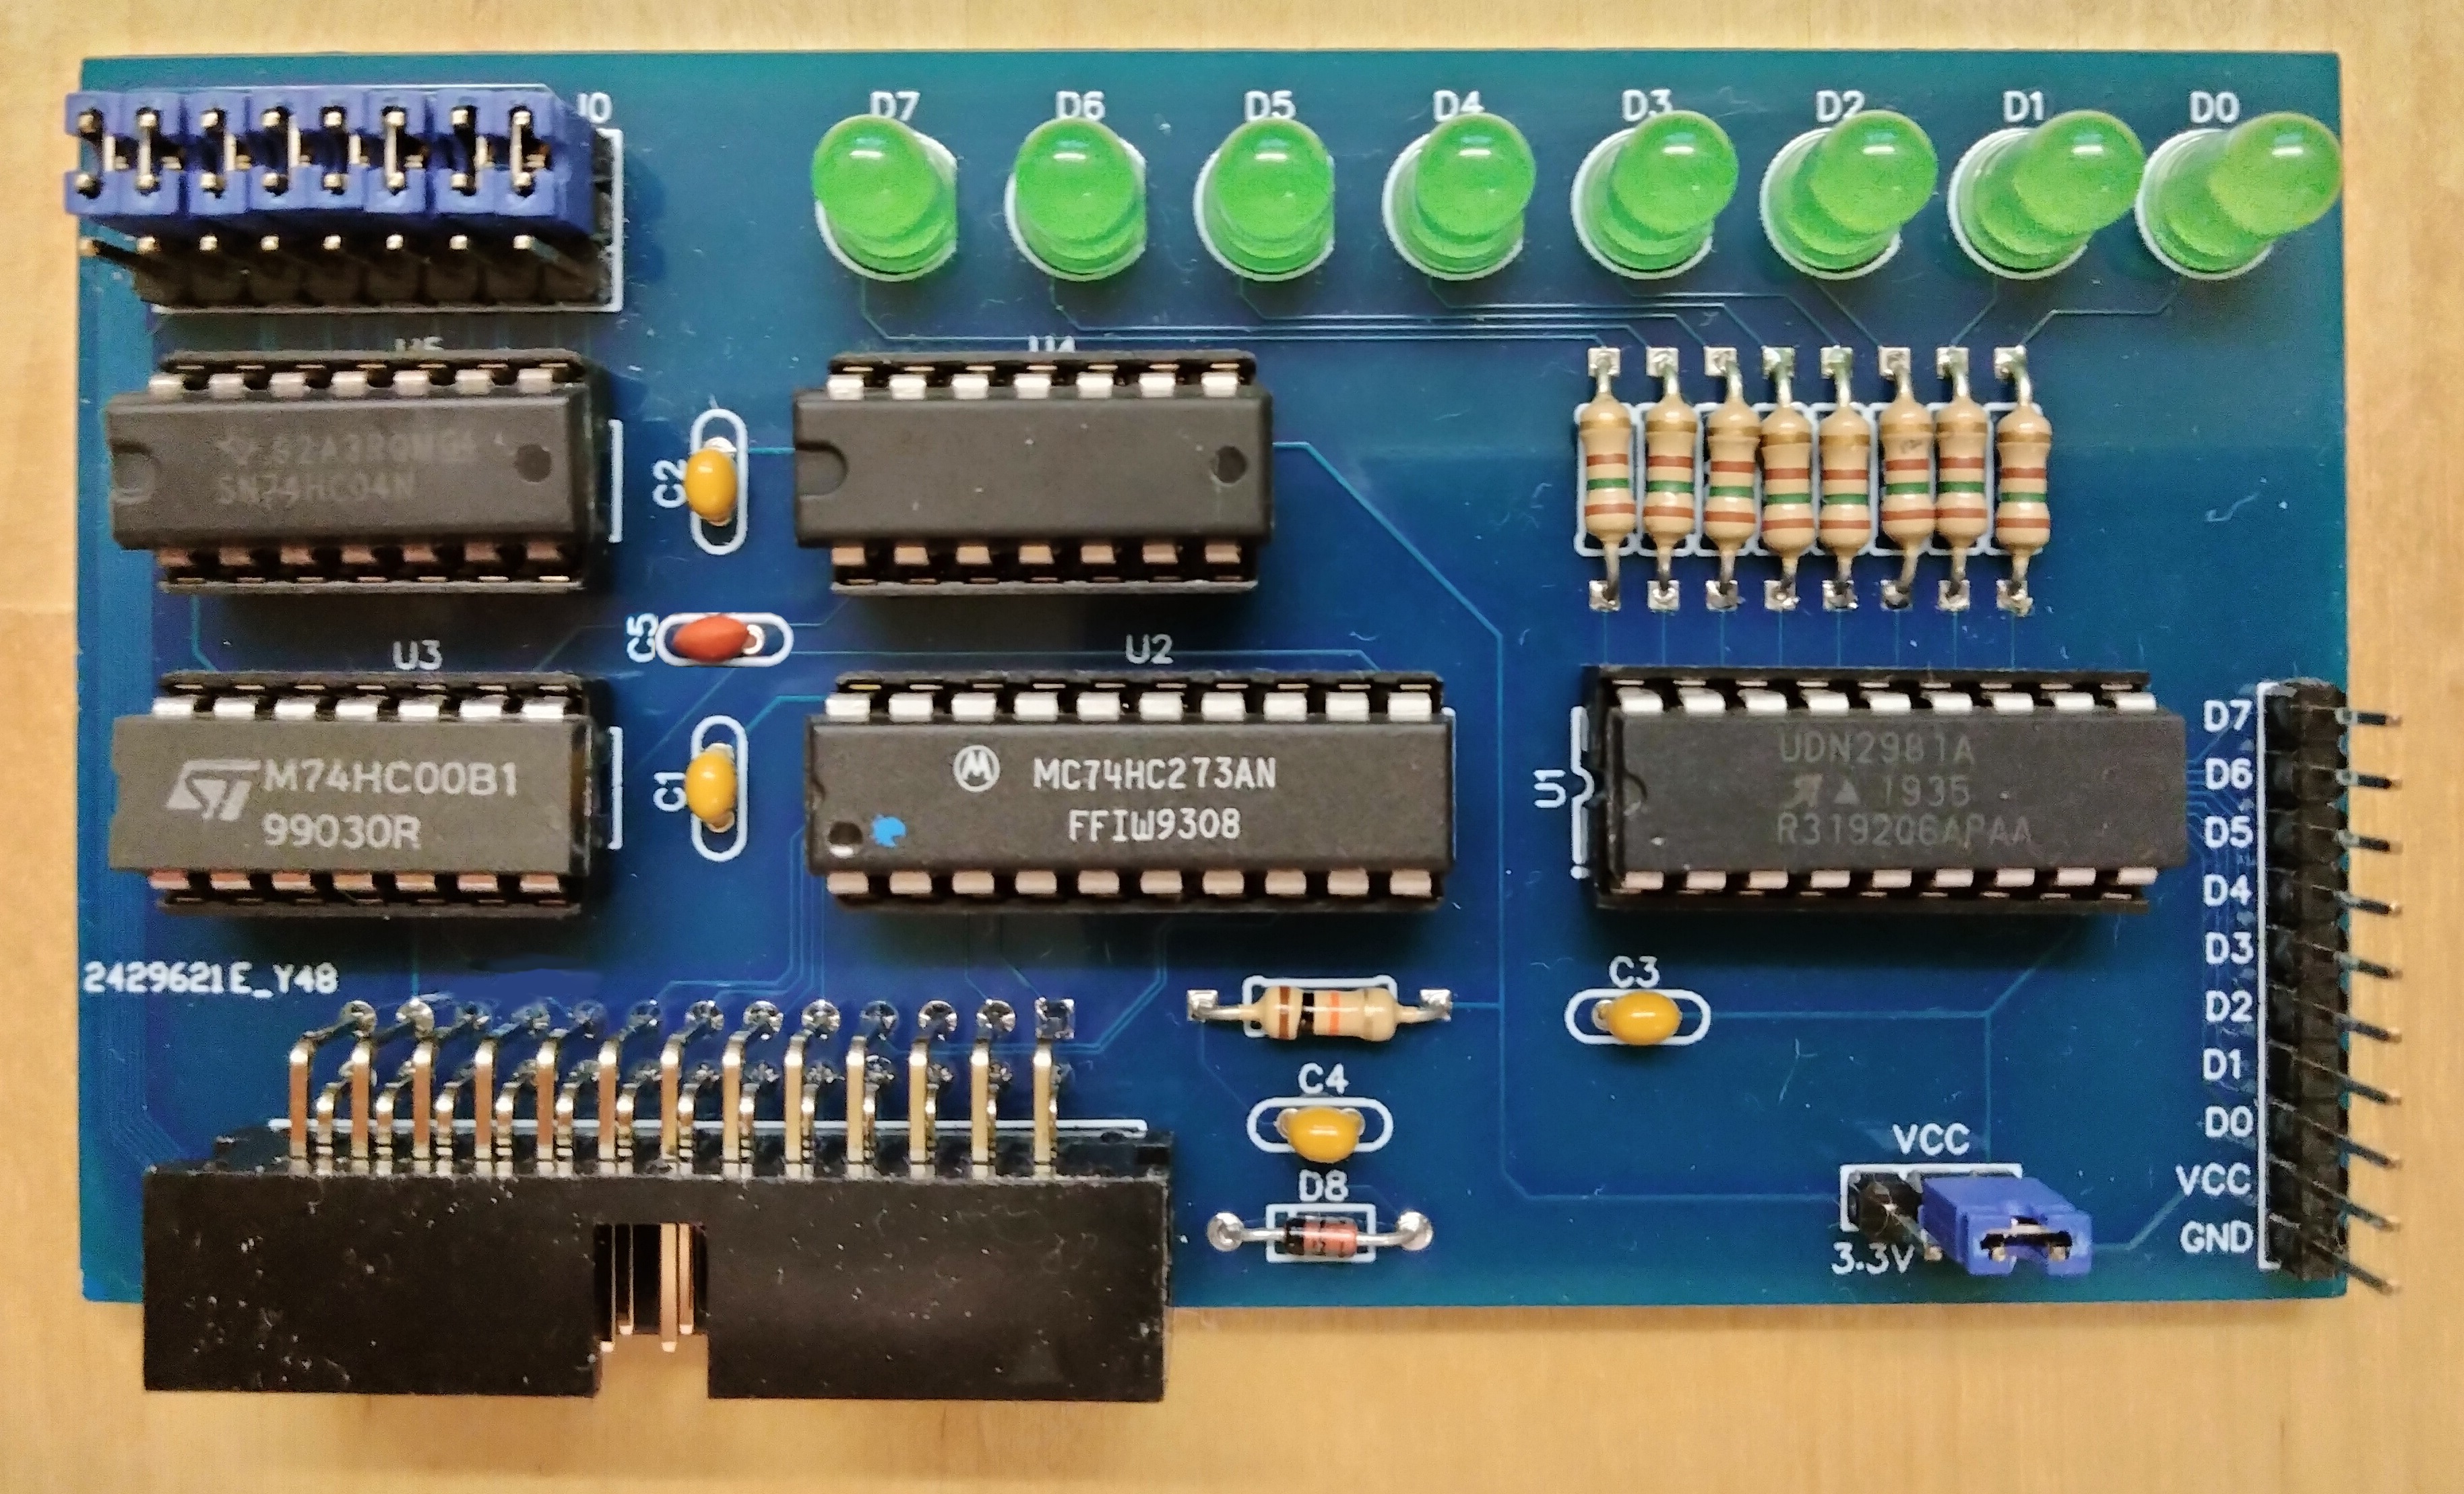 J0
D7 D6 D5 D4 D3 D2 D1 D0
U5
U4
SN74HC04N
C2
C5
U3
U2
M74HC00B1
99030R
C1
MC74HC273AN
FFIW9308
U1
UDN2981A
1935
R319206APAA
D7
D6
D5
D4
D3
D2
D1
D0
VCC
GND
2429621E_Y48
C3
C4
D8
VCC
3.3V